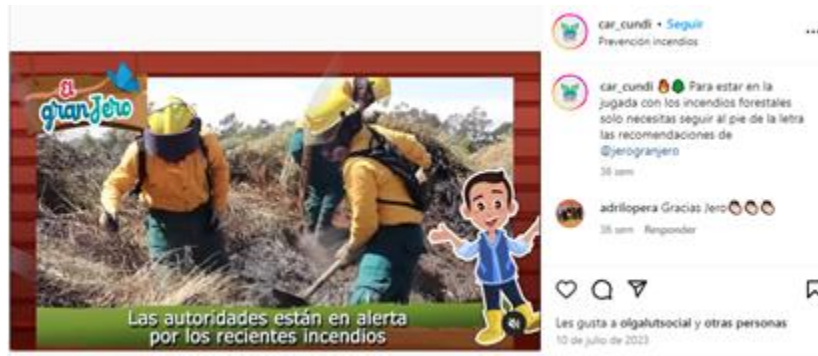 El
granJero
Las autoridades están en alerta
por los recientes incendios
car_cundi • Seguir
Prevención incendios
car_cundi 🔥🌲 Para estar en la
jugada con los incendios forestales
solo necesitas seguir al pie de la letra
las recomendaciones de
@jerogranjero
36 sem
adrilopera Gracias Jero
36 sem Responder
Les gusta a olgalutsocial y otras personas
10 de julio de 2023